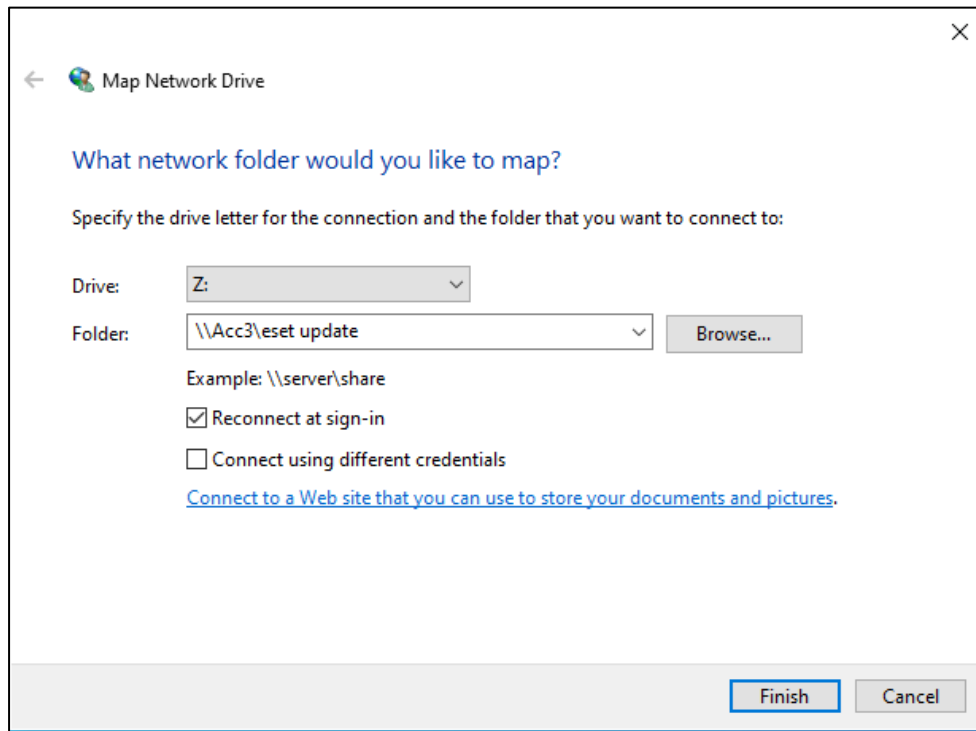 Map Network Drive
What network folder would you like to map?
Specify the drive letter for the connection and the folder that you want to connect to:
Drive: Z:
Folder: \\Acc3\eset update Browse...
Example: \\server\share
Reconnect at sign-in
Connect using different credentials
Connect to a Web site that you can use to store your documents and pictures.
Finish Cancel